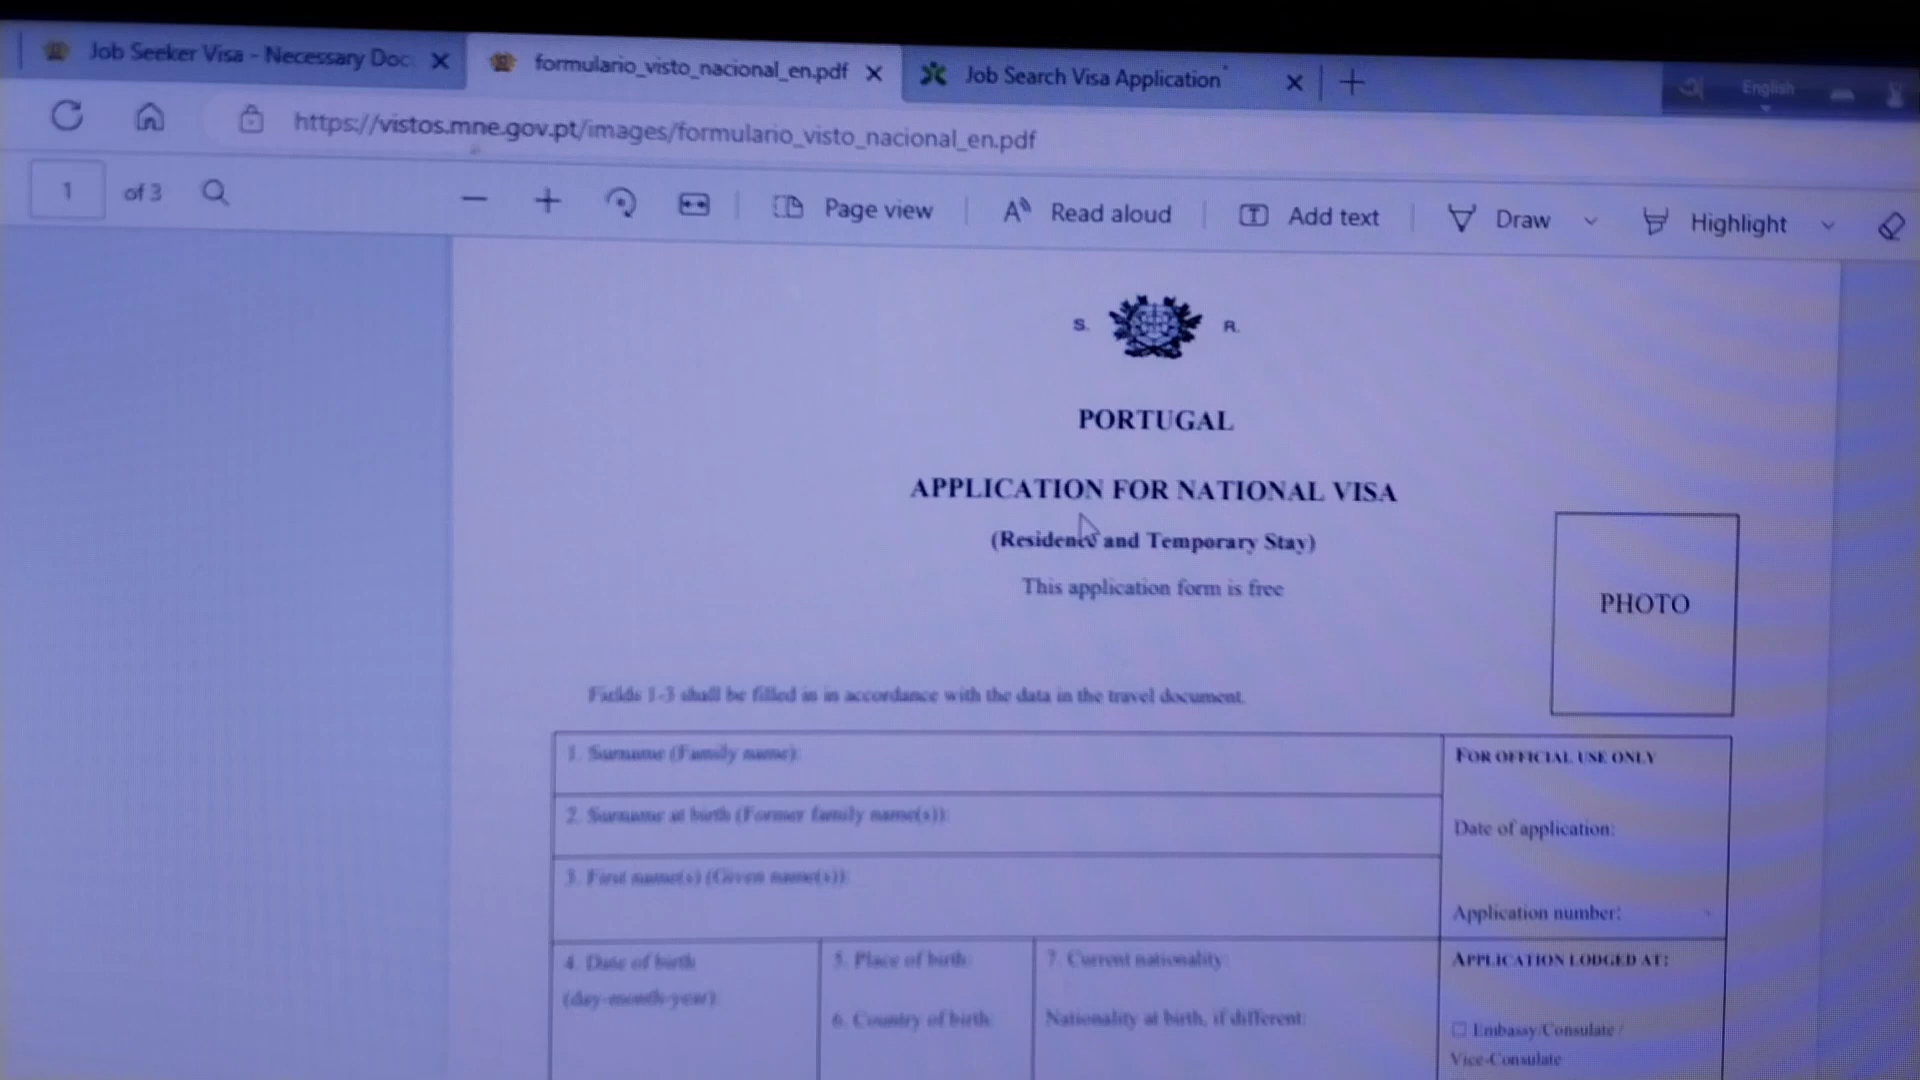 Job Seeker Visa - Necessary Doc
formulario_visto_nacional_en.pdf
Job Search Visa Application
English
https://vistos.mne.gov.pt/images/formulario_visto_nacional_en.pdf
1 of 3
Page view
Read aloud
Add text
Draw
Highlight
S. R.
PORTUGAL
APPLICATION FOR NATIONAL VISA
(Residence and Temporary Stay)
This application form is free
PHOTO
Fields 1-3 shall be filled in in accordance with the data in the travel document.
1. Surname (Family name):
FOR OFFICIAL USE ONLY
2. Surname at birth (Former family name(s)):
Date of application:
3. First name(s) (Given name(s)):
Application number:
4. Date of birth
(day-month-year):
5. Place of birth:
6. Country of birth:
7. Current nationality:
Nationality at birth, if different:
APPLICATION LODGED AT:
Embassy/Consulate /
Vice-Consulate